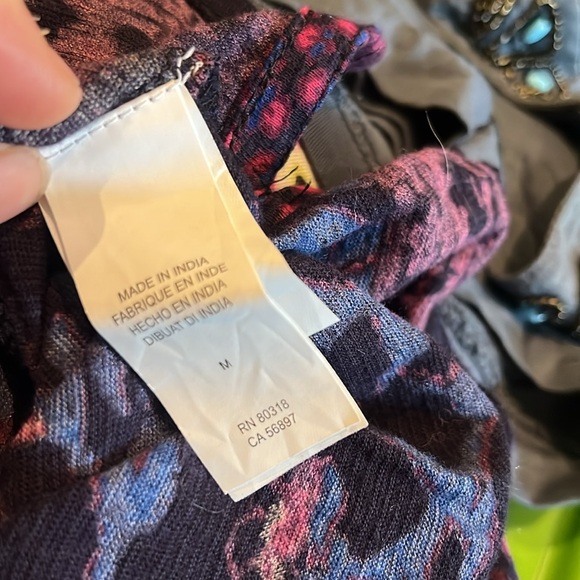 MADE IN INDIA
FABRIQUE EN INDE
HECHO EN INDIA
DIBUAT DI INDIA
M
RN 80318
CA 56897